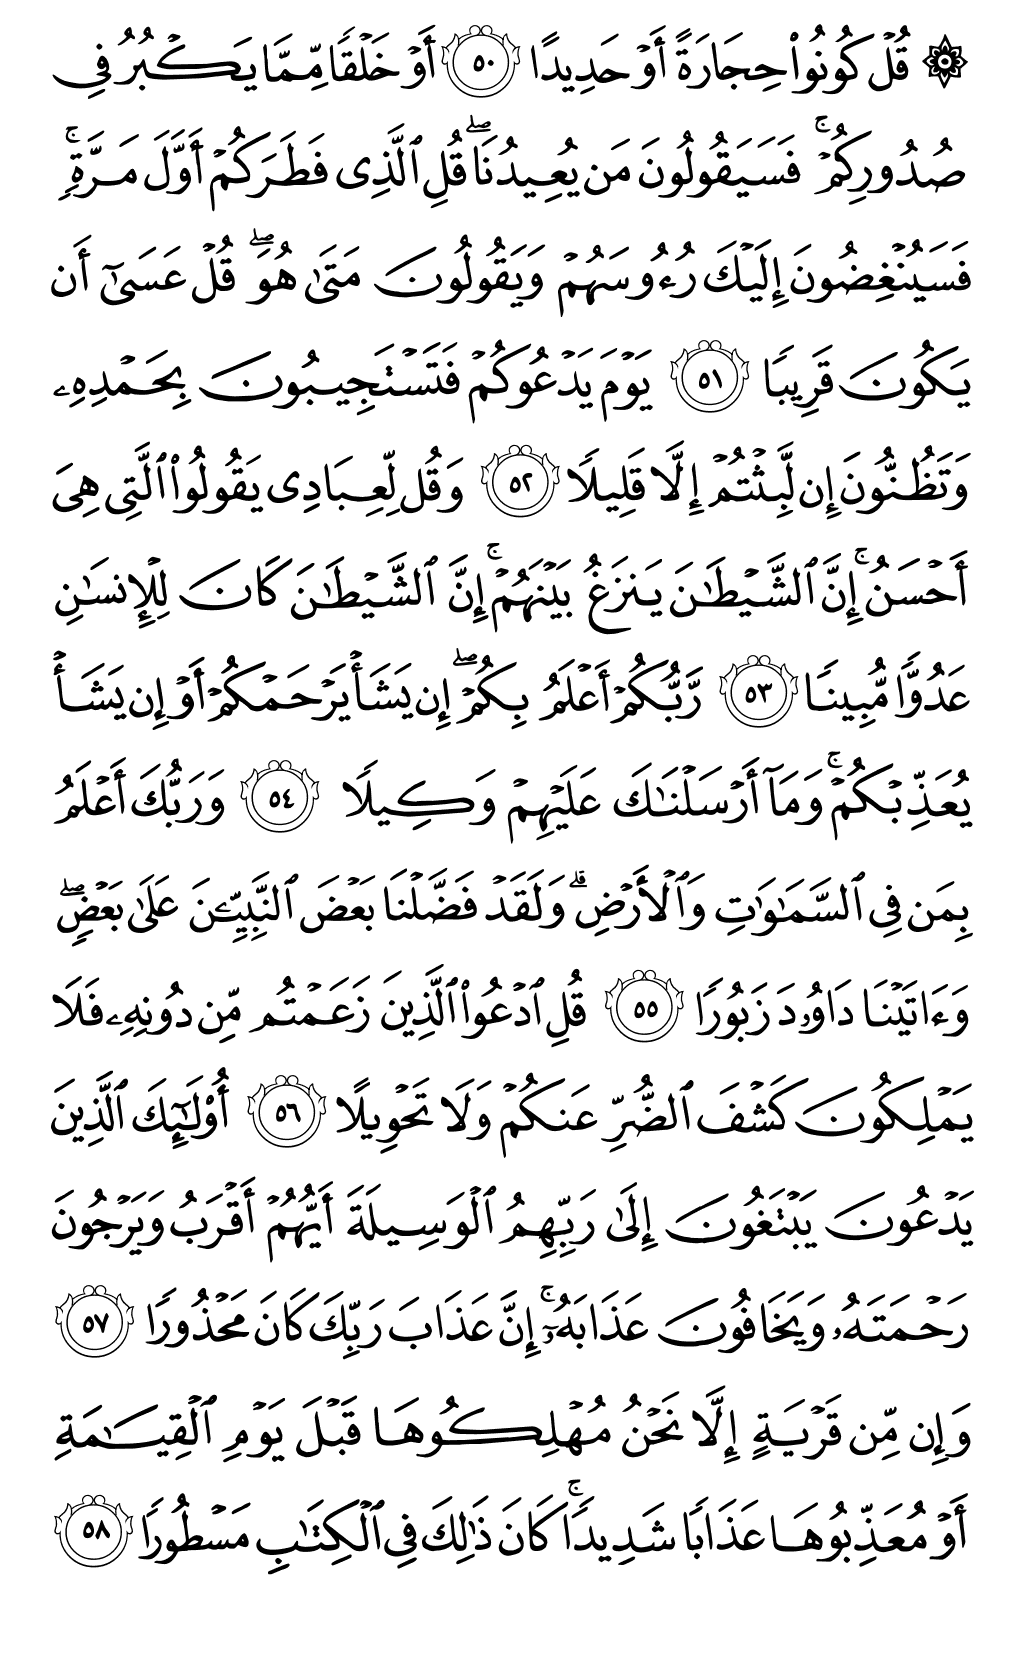 ۞ قُلۡ كُونُواْ حِجَارَةً أَوۡ حَدِيدًا ٥٠ أَوۡ خَلۡقٗا مِّمَّا يَكۡبُرُ فِي
صُدُورِكُمۡۚ فَسَيَقُولُونَ مَن يُعِيدُنَاۖ قُلِ ٱلَّذِي فَطَرَكُمۡ أَوَّلَ مَرَّةٖۚ
فَسَيُنۡغِضُونَ إِلَيۡكَ رُءُوسَهُمۡ وَيَقُولُونَ مَتَىٰ هُوَۖ قُلۡ عَسَىٰٓ أَن
يَكُونَ قَرِيبٗا ٥١ يَوۡمَ يَدۡعُوكُمۡ فَتَسۡتَجِيبُونَ بِحَمۡدِهِۦ
وَتَظُنُّونَ إِن لَّبِثۡتُمۡ إِلَّا قَلِيلٗا ٥٢ وَقُل لِّعِبَادِي يَقُولُواْ ٱلَّتِي هِيَ
أَحۡسَنُۚ إِنَّ ٱلشَّيۡطَٰنَ يَنزَغُ بَيۡنَهُمۡۚ إِنَّ ٱلشَّيۡطَٰنَ كَانَ لِلۡإِنسَٰنِ
عَدُوّٗا مُّبِينٗا ٥٣ رَّبُّكُمۡ أَعۡلَمُ بِكُمۡۖ إِن يَشَأۡ يَرۡحَمۡكُمۡ أَوۡ إِن يَشَأۡ
يُعَذِّبۡكُمۡۚ وَمَآ أَرۡسَلۡنَٰكَ عَلَيۡهِمۡ وَكِيلٗا ٥٤ وَرَبُّكَ أَعۡلَمُ
بِمَن فِي ٱلسَّمَٰوَٰتِ وَٱلۡأَرۡضِۗ وَلَقَدۡ فَضَّلۡنَا بَعۡضَ ٱلنَّبِيِّـۧنَ عَلَىٰ بَعۡضٖۖ
وَءَاتَيۡنَا دَاوُۥدَ زَبُورٗا ٥٥ قُلِ ٱدۡعُواْ ٱلَّذِينَ زَعَمۡتُم مِّن دُونِهِۦ فَلَا
يَمۡلِكُونَ كَشۡفَ ٱلضُّرِّ عَنكُمۡ وَلَا تَحۡوِيلًا ٥٦ أُوْلَٰٓئِكَ ٱلَّذِينَ
يَدۡعُونَ يَبۡتَغُونَ إِلَىٰ رَبِّهِمُ ٱلۡوَسِيلَةَ أَيُّهُمۡ أَقۡرَبُ وَيَرۡجُونَ
رَحۡمَتَهُۥ وَيَخَافُونَ عَذَابَهُۥٓۚ إِنَّ عَذَابَ رَبِّكَ كَانَ مَحۡذُورٗا ٥٧
وَإِن مِّن قَرۡيَةٍ إِلَّا نَحۡنُ مُهۡلِكُوهَا قَبۡلَ يَوۡمِ ٱلۡقِيَٰمَةِ
أَوۡ مُعَذِّبُوهَا عَذَابٗا شَدِيدٗاۚ كَانَ ذَٰلِكَ فِي ٱلۡكِتَٰبِ مَسۡطُورٗا ٥٨